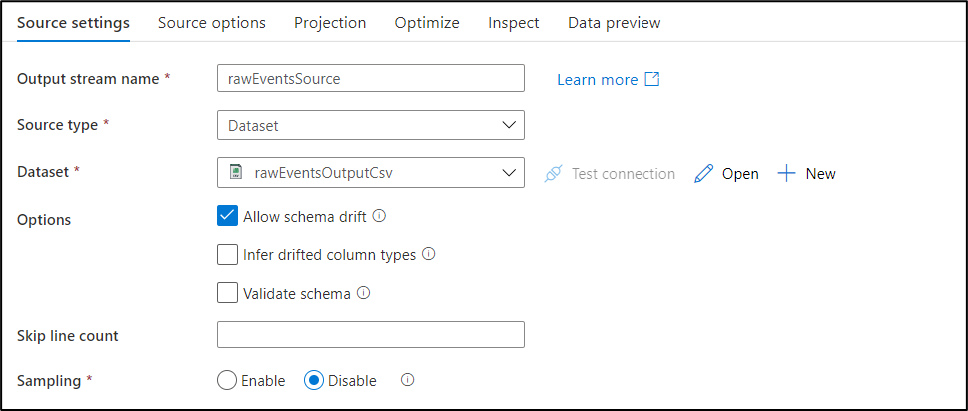 Source settings Source options Projection Optimize Inspect Data preview
Output stream name * rawEventsSource Learn more
Source type * Dataset
Dataset * rawEventsOutputCsv Test connection Open New
Options Allow schema drift
Infer drifted column types
Validate schema
Skip line count
Sampling * Enable Disable